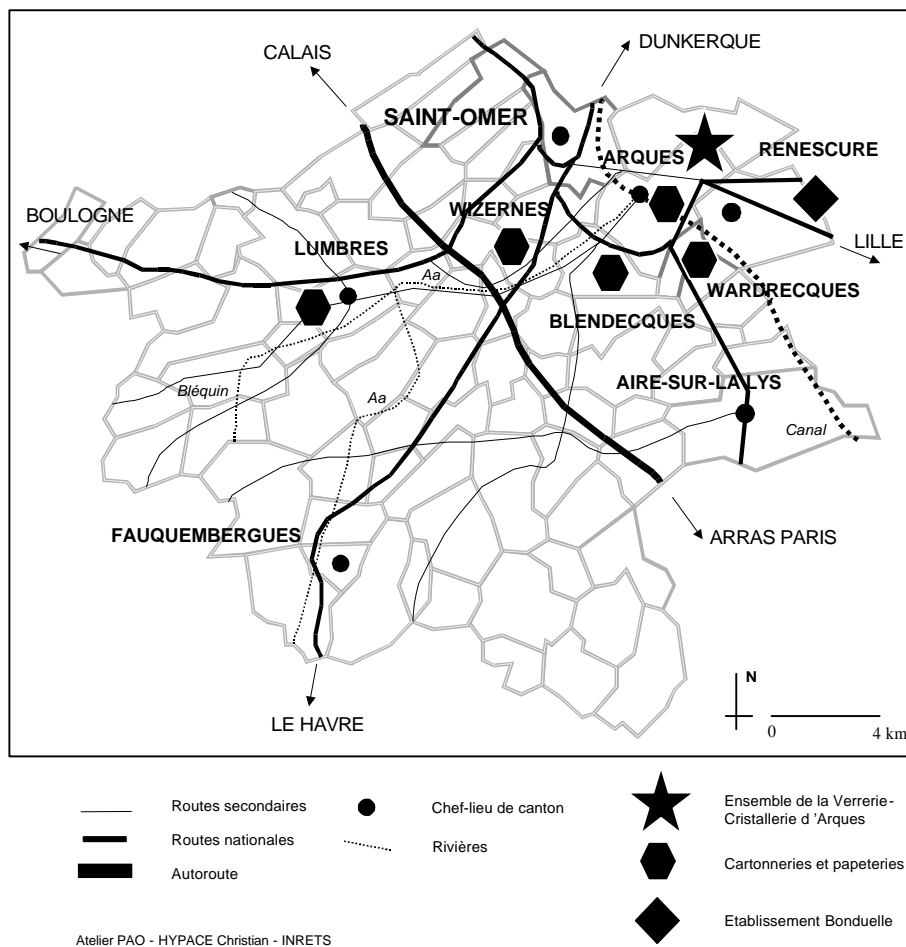 DUNKERQUE
CALAIS
SAINT-OMER
ARQUES
RENESCURE
BOULOGNE
WIZERNES
LUMBRES
LILLE
Aa
WARDRECQUES
BLENDECQUES
AIRE-SUR-LA-LYS
Bléquin
Aa
Canal
FAUQUEMBERGUES
ARRAS PARIS
N
LE HAVRE
0
4 km
Routes secondaires
Chef-lieu de canton
Ensemble de la Verrerie-
Cristallerie d 'Arques
Routes nationales
Rivières
Cartonneries et papeteries
Autoroute
Etablissement Bonduelle
Atelier PAO - HYPACE Christian - INRETS